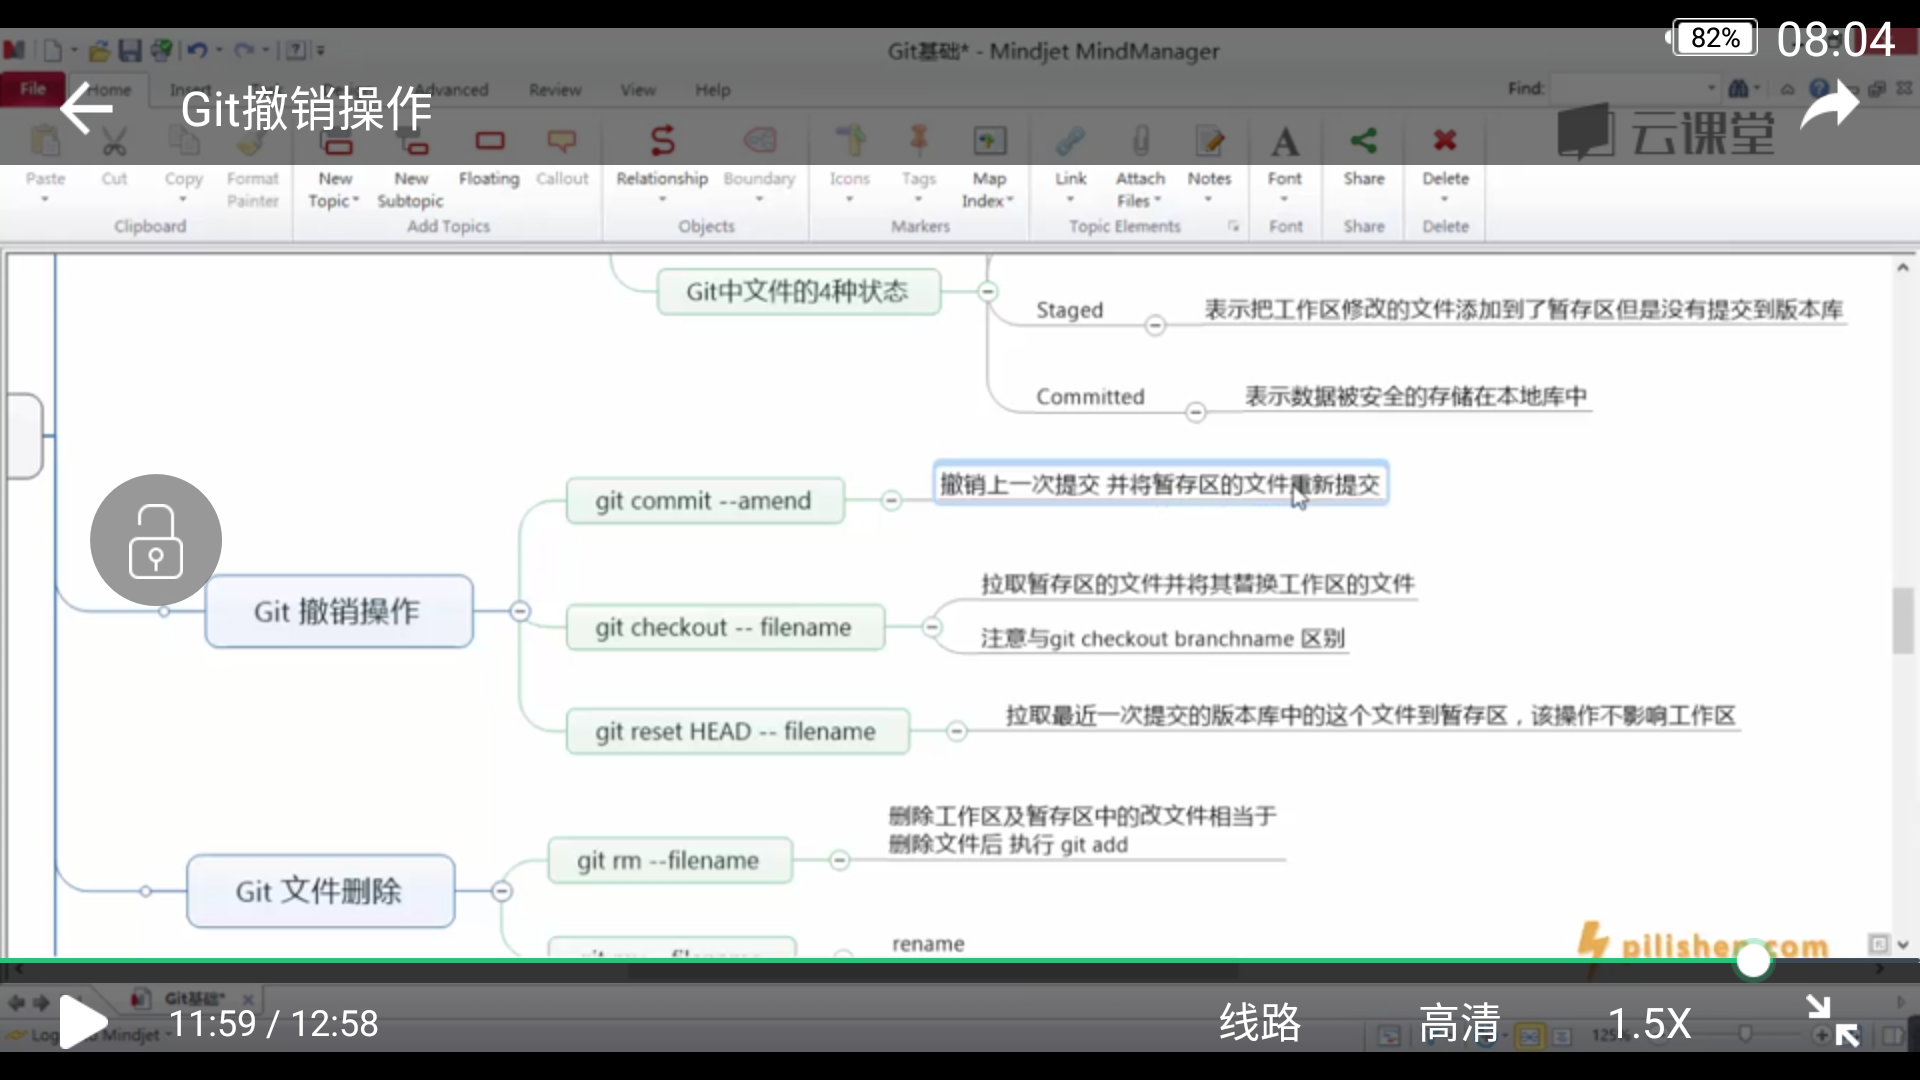 82% 08:04
Git基础* - Mindjet MindManager
File Home Insert Advanced Review View Help Find:
Git撤销操作
云课堂
Paste Cut Copy Format Painter New Topic New Subtopic Floating Callout Relationship Boundary Icons Tags Map Index Link Attach Files Notes Font Share Delete
Clipboard Add Topics Objects Markers Topic Elements Font Share Delete
Git中文件的4种状态
Staged 表示把工作区修改的文件添加到了暂存区但是没有提交到版本库
Committed 表示数据被安全的存储在本地库中
git commit --amend 撤销上一次提交 并将暂存区的文件重新提交
Git 撤销操作
拉取暂存区的文件并将其替换工作区的文件
git checkout -- filename
注意与git checkout branchname 区别
git reset HEAD -- filename 拉取最近一次提交的版本库中的这个文件到暂存区，该操作不影响工作区
删除工作区及暂存区中的改文件相当于
删除文件后 执行 git add
git rm --filename
Git 文件删除
rename
Git基础*
11:59 / 12:58 线路 高清 1.5X
Mindjet